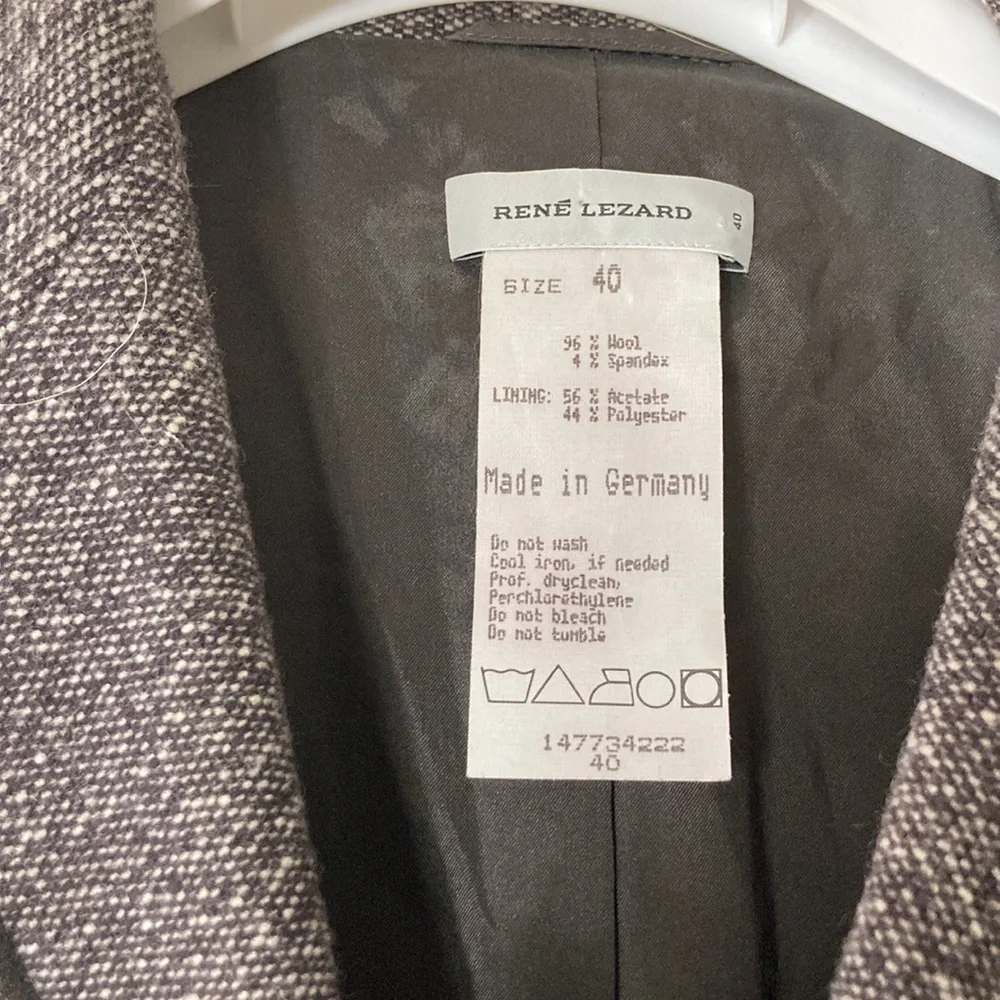 RENÉ LEZARD
40
SIZE 40
96 % Wool
4 % Spandex
LINING: 56 % Acetate
44 % Polyester
Made in Germany
Do not wash
Cool iron, if needed
Prof. dryclean,
Perchlorethylene
Do not bleach
Do not tumble
147734222
40